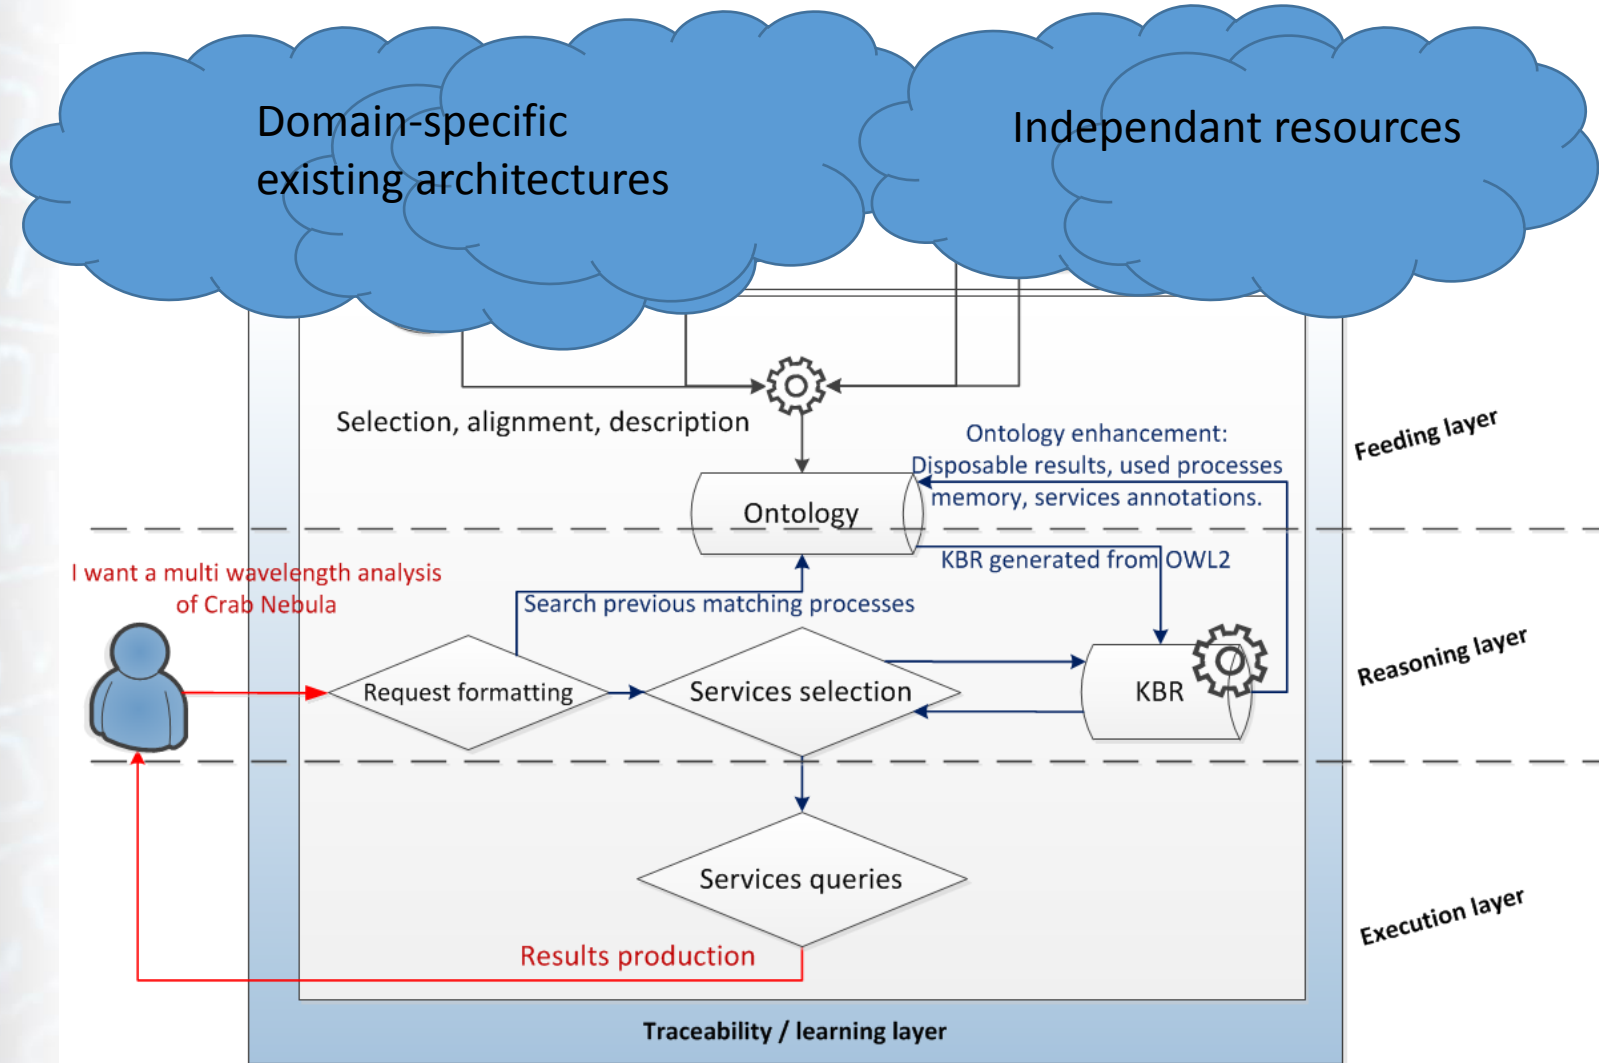 Domain-specific
existing architectures
Independant resources
Selection, alignment, description
Ontology enhancement:
Disposable results, used processes
memory, services annotations.
Feeding layer
Ontology
KBR generated from OWL2
I want a multi wavelength analysis
of Crab Nebula
Search previous matching processes
Request formatting
Services selection
KBR
Reasoning layer
Services queries
Results production
Execution layer
Traceability / learning layer